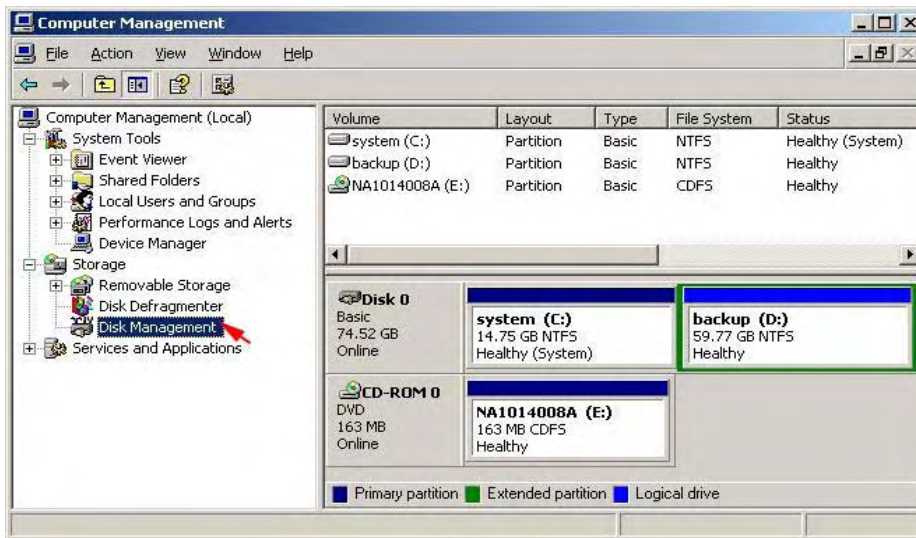 Computer Management
File Action View Window Help
Computer Management (Local)
System Tools
Event Viewer
Shared Folders
Local Users and Groups
Performance Logs and Alerts
Device Manager
Storage
Removable Storage
Disk Defragmenter
Disk Management
Services and Applications
Volume Layout Type File System Status
system (C:) Partition Basic NTFS Healthy (System)
backup (D:) Partition Basic NTFS Healthy
NA1014008A (E:) Partition Basic CDFS Healthy
Disk 0
Basic
74.52 GB
Online
system (C:)
14.75 GB NTFS
Healthy (System)
backup (D:)
59.77 GB NTFS
Healthy
CD-ROM 0
DVD
163 MB
Online
NA1014008A (E:)
163 MB CDFS
Healthy
Primary partition Extended partition Logical drive